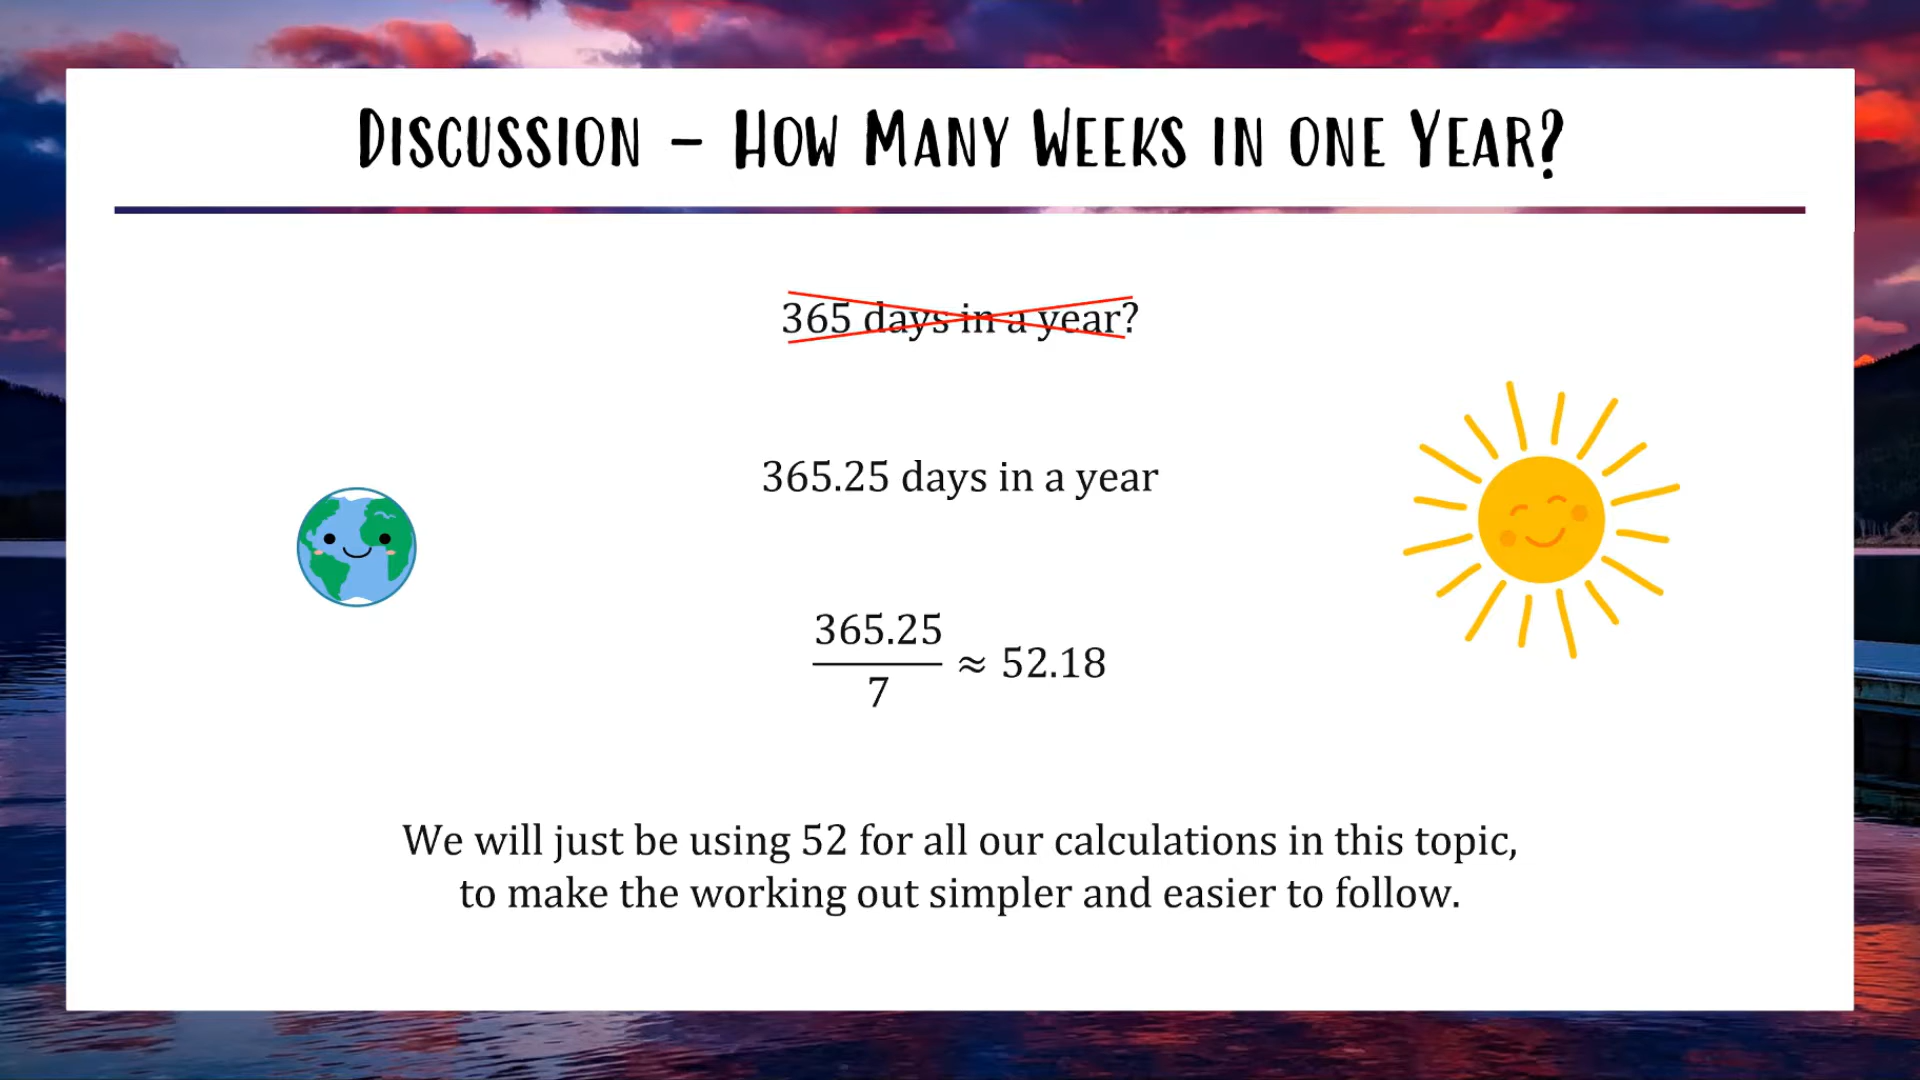 DISCUSSION – HOW MANY WEEKS IN ONE YEAR?
365 days in a year?
365.25 days in a year
365.25
7
≈ 52.18
We will just be using 52 for all our calculations in this topic,
to make the working out simpler and easier to follow.